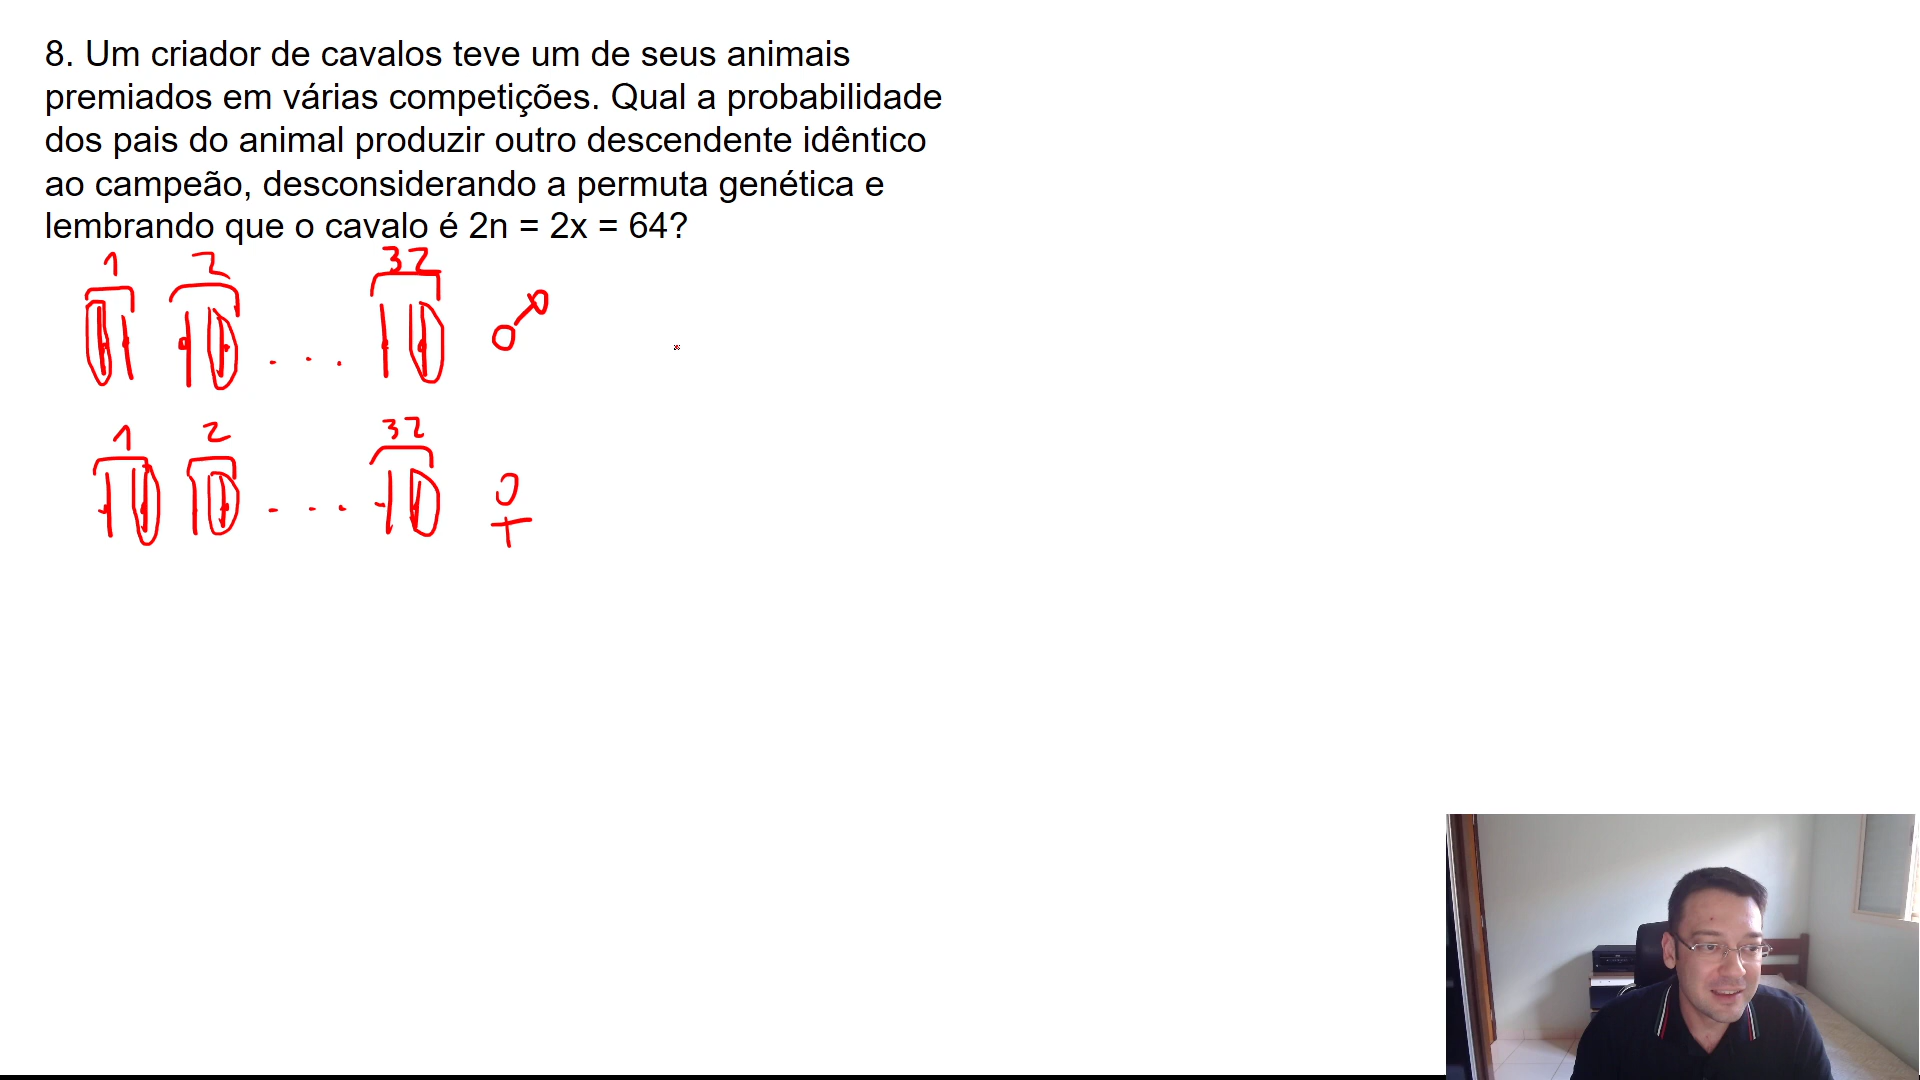 8. Um criador de cavalos teve um de seus animais
premiados em várias competições. Qual a probabilidade
dos pais do animal produzir outro descendente idêntico
ao campeão, desconsiderando a permuta genética e
lembrando que o cavalo é 2n = 2x = 64?
1 2 32
1 2 32